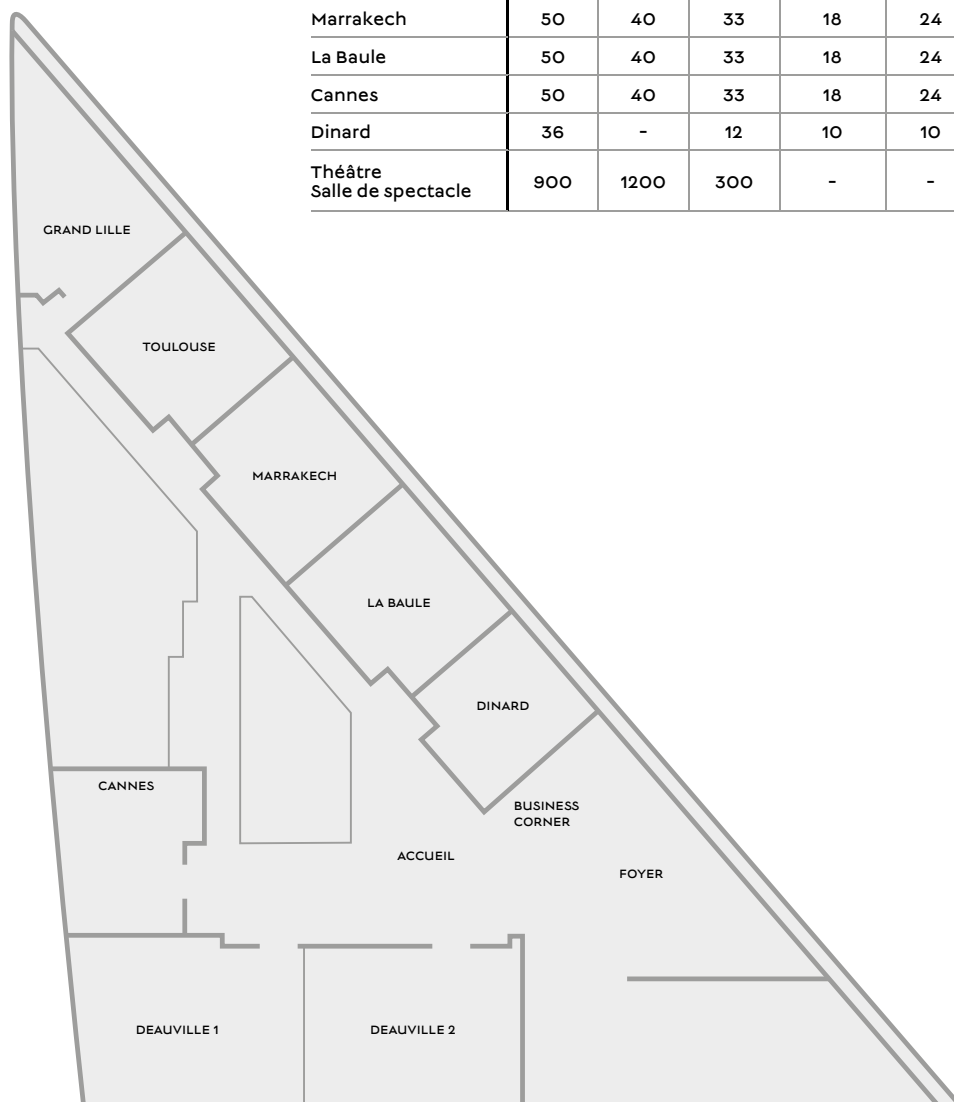 Marrakech 50 40 33 18 24
La Baule 50 40 33 18 24
Cannes 50 40 33 18 24
Dinard 36 - 12 10 10
Théâtre
Salle de spectacle 900 1200 300 - -
GRAND LILLE
TOULOUSE
MARRAKECH
LA BAULE
DINARD
CANNES
BUSINESS
CORNER
ACCUEIL
FOYER
DEAUVILLE 1
DEAUVILLE 2